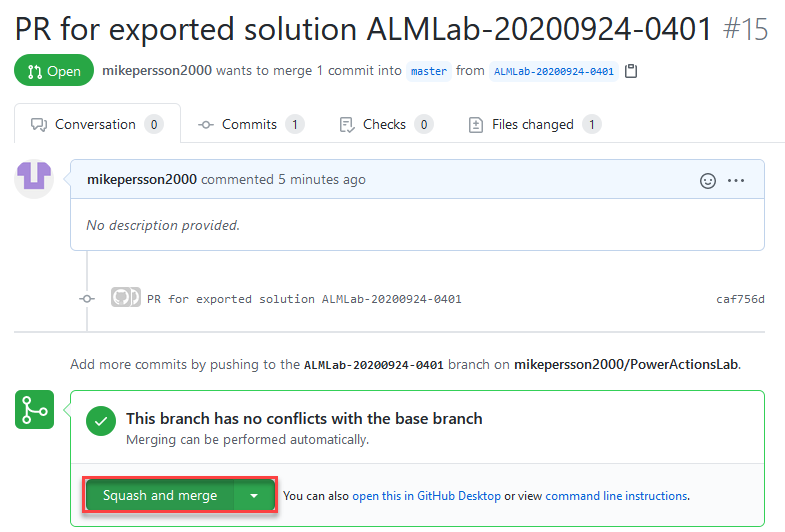 PR for exported solution ALMLab-20200924-0401 #15
Open mikepersson2000 wants to merge 1 commit into master from ALMLab-20200924-0401
Conversation 0 Commits 1 Checks 0 Files changed 1
mikepersson2000 commented 5 minutes ago
No description provided.
PR for exported solution ALMLab-20200924-0401 caf756d
Add more commits by pushing to the ALMLab-20200924-0401 branch on mikepersson2000/PowerActionsLab.
This branch has no conflicts with the base branch
Merging can be performed automatically.
Squash and merge You can also open this in GitHub Desktop or view command line instructions.